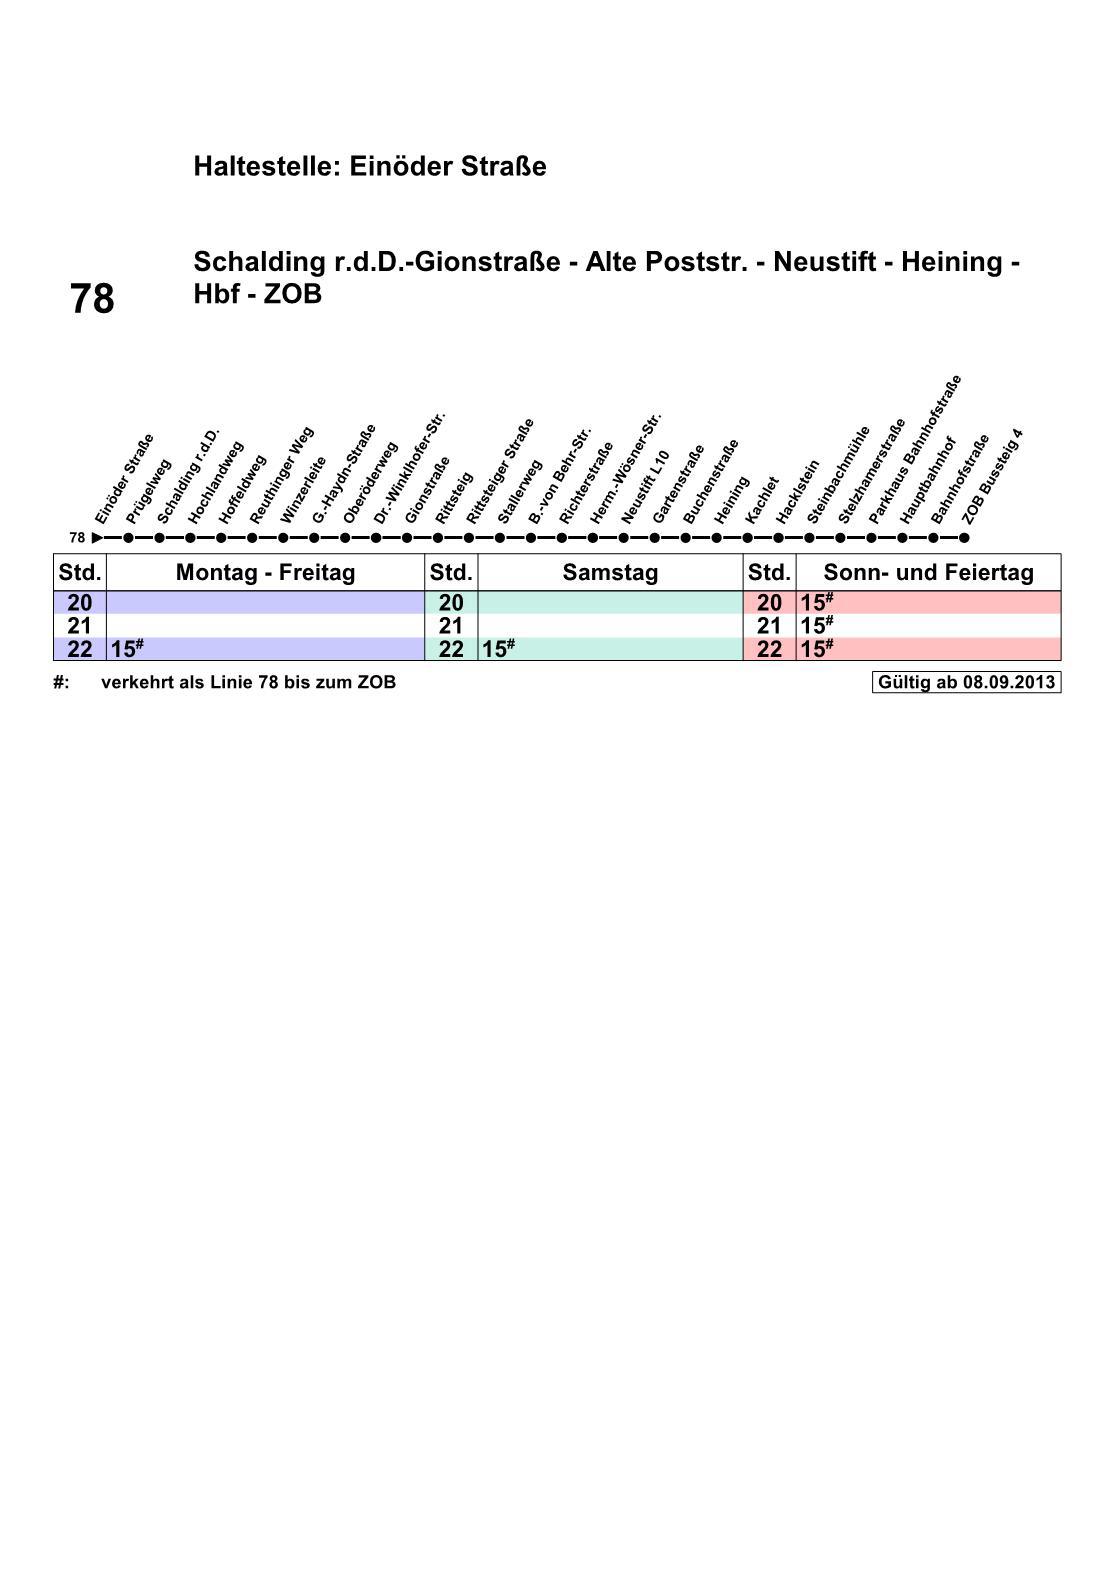 Haltestelle: Einöder Straße
Schalding r.d.D.-Gionstraße - Alte Poststr. - Neustift - Heining -
Hbf - ZOB
78
Einöder Straße
Prügelweg
Schalding r.d.D.
Hochlandweg
Hoffeldweg
Reuthinger Weg
Winzerleite
G.-Haydn-Straße
Oberöderweg
Dr.-Winklhofer-Str.
Gionstraße
Rittsteig
Rittsteiger Straße
Stallerweg
B.-von Behr-Str.
Richterstraße
Herm.-Wösner-Str.
Neustift L10
Gartenstraße
Buchenstraße
Heining
Kachlet
Hacklstein
Steinbachmühle
Stelzhamerstraße
Parkhaus Bahnhofstraße
Hauptbahnhof
Bahnhofstraße
ZOB Bussteig 4
78
Std. Montag - Freitag Std. Samstag Std. Sonn- und Feiertag
20 20 20 15#
21 21 21 15#
22 15# 22 15# 22 15#
#: verkehrt als Linie 78 bis zum ZOB Gültig ab 08.09.2013